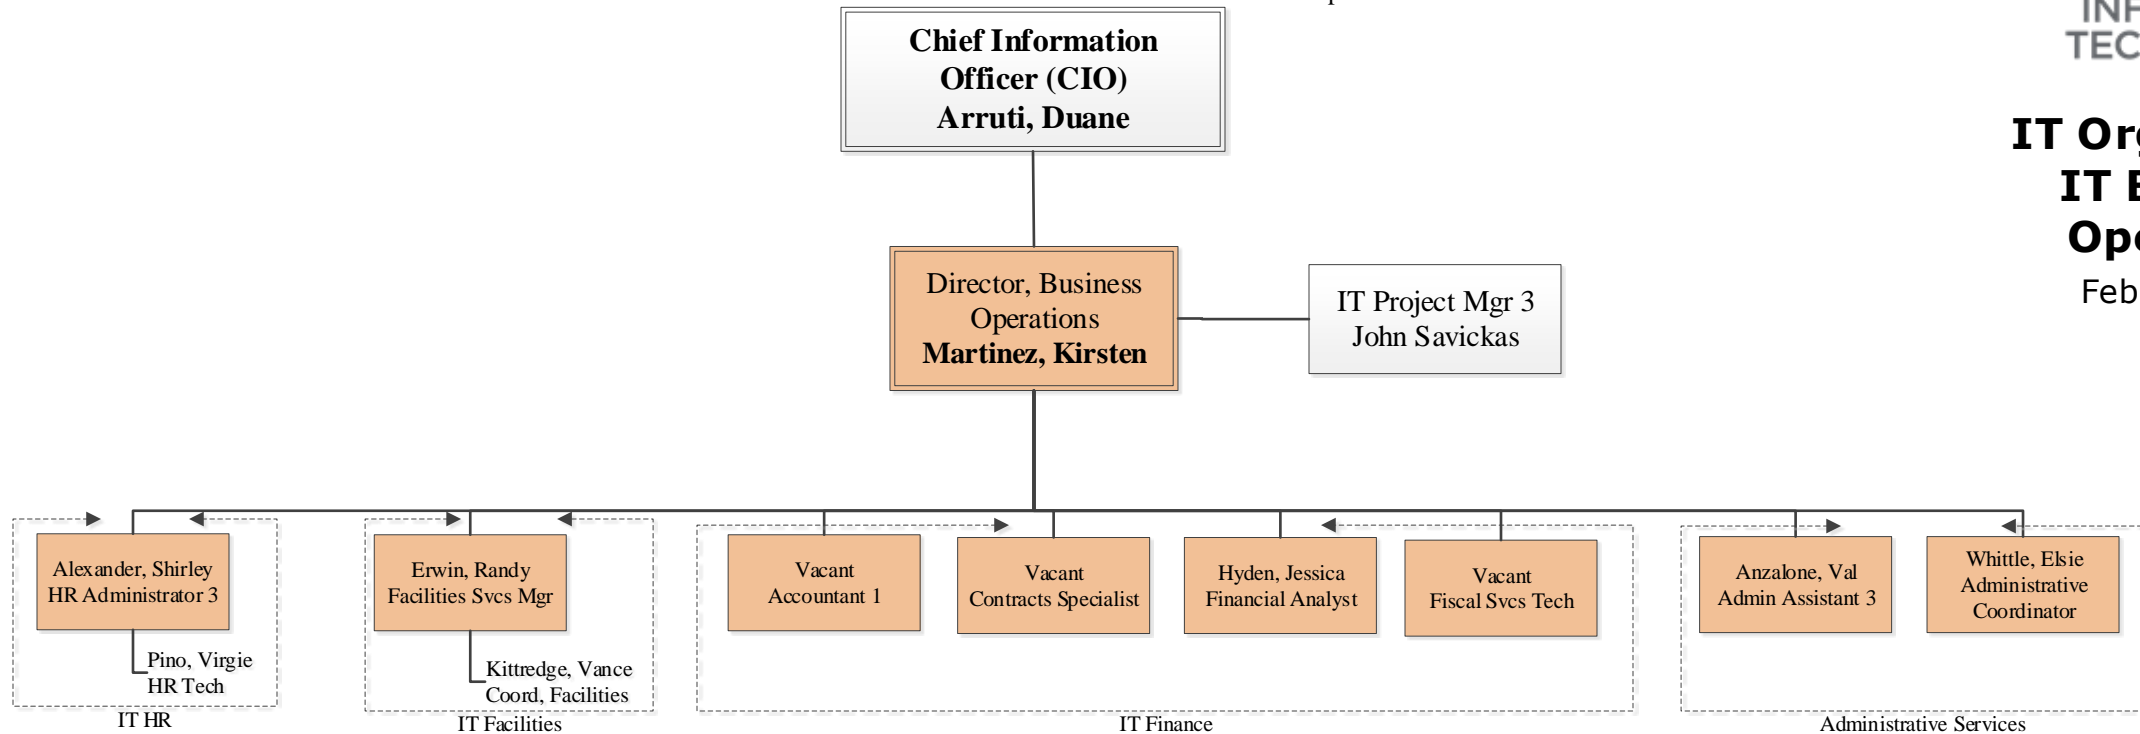 Chief Information
Officer (CIO)
Arruti, Duane
IT
Director, Business
Operations
Martinez, Kirsten
IT Project Mgr 3
John Savickas
Alexander, Shirley
HR Administrator 3
Pino, Virgie
HR Tech
IT HR
Erwin, Randy
Facilities Svcs Mgr
Kittredge, Vance
Coord, Facilities
IT Facilities
Vacant
Accountant 1
Vacant
Contracts Specialist
Hyden, Jessica
Financial Analyst
Vacant
Fiscal Svcs Tech
IT Finance
Anzalone, Val
Admin Assistant 3
Whittle, Elsie
Administrative
Coordinator
Administrative Services